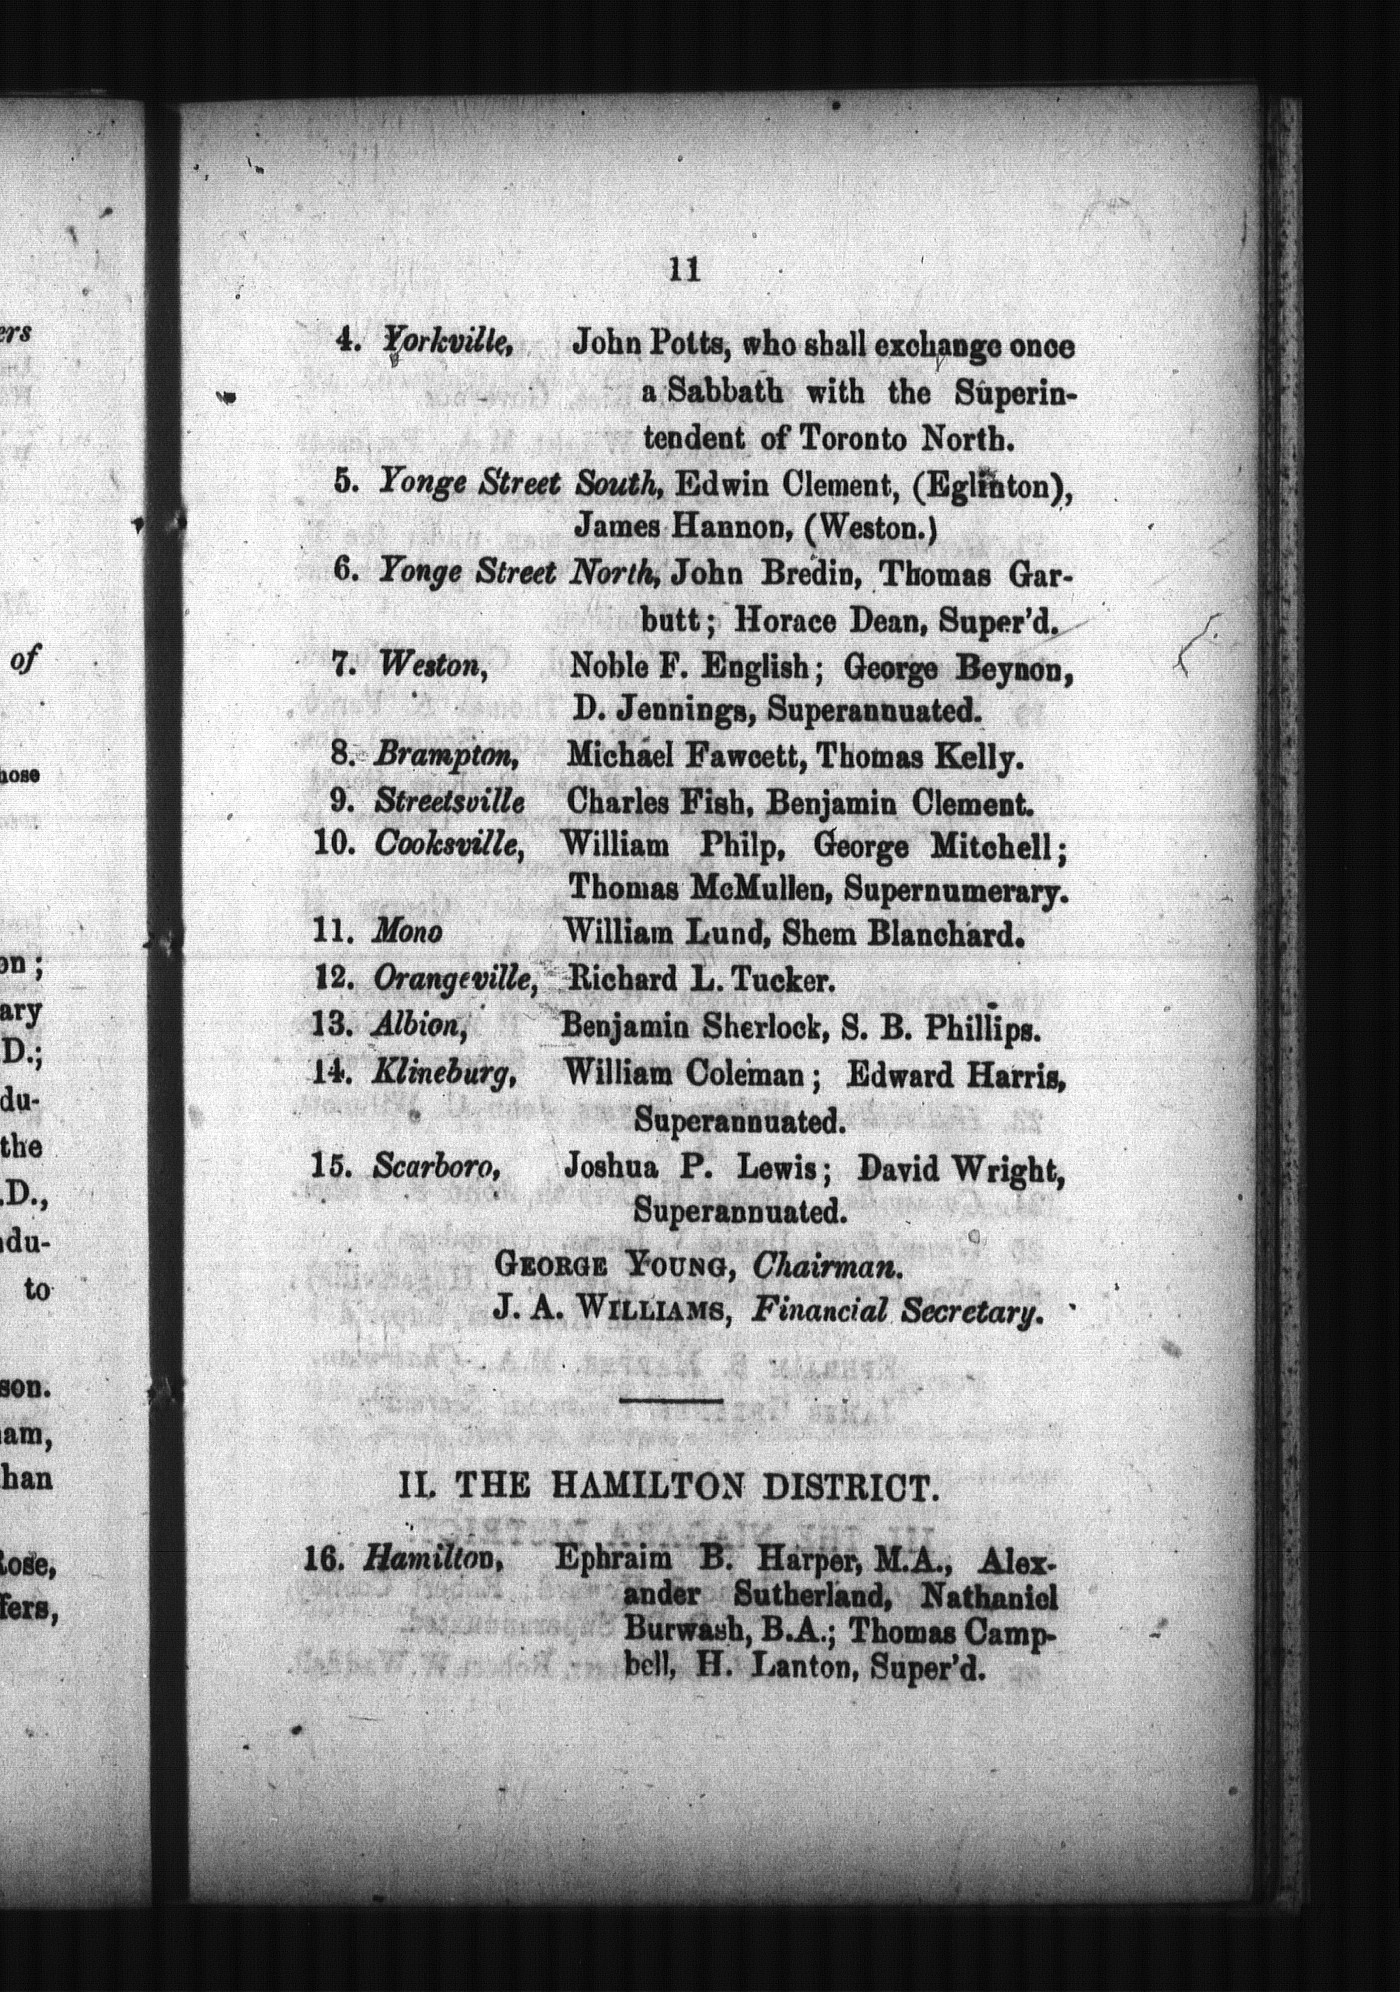 11
4. Yorkville, John Potts, who shall exchange once
a Sabbath with the Superin-
tendent of Toronto North.
5. Yonge Street South, Edwin Clement, (Eglinton),
James Hannon, (Weston.)
6. Yonge Street North, John Bredin, Thomas Gar-
butt; Horace Dean, Super'd.
7. Weston, Noble F. English; George Beynon,
D. Jennings, Superannuated.
8. Brampton, Michael Fawcett, Thomas Kelly.
9. Streetsville Charles Fish, Benjamin Clement.
10. Cooksville, William Philp, George Mitchell;
Thomas McMullen, Supernumerary.
11. Mono William Lund, Shem Blanchard.
12. Orangeville, Richard L. Tucker.
13. Albion, Benjamin Sherlock, S. B. Phillips.
14. Klineburg, William Coleman; Edward Harris,
Superannuated.
15. Scarboro, Joshua P. Lewis; David Wright,
Superannuated.
GEORGE YOUNG, Chairman.
J. A. WILLIAMS, Financial Secretary.
II. THE HAMILTON DISTRICT.
16. Hamilton, Ephraim B. Harper, M.A., Alex-
ander Sutherland, Nathaniel
Burwash, B.A.; Thomas Camp-
bell, H. Lanton, Super'd.